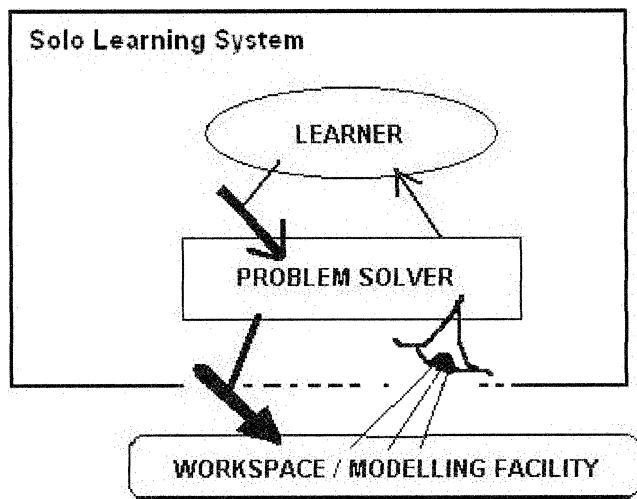 Solo Learning System
LEARNER
PROBLEM SOLVER
WORKSPACE / MODELLING FACILITY